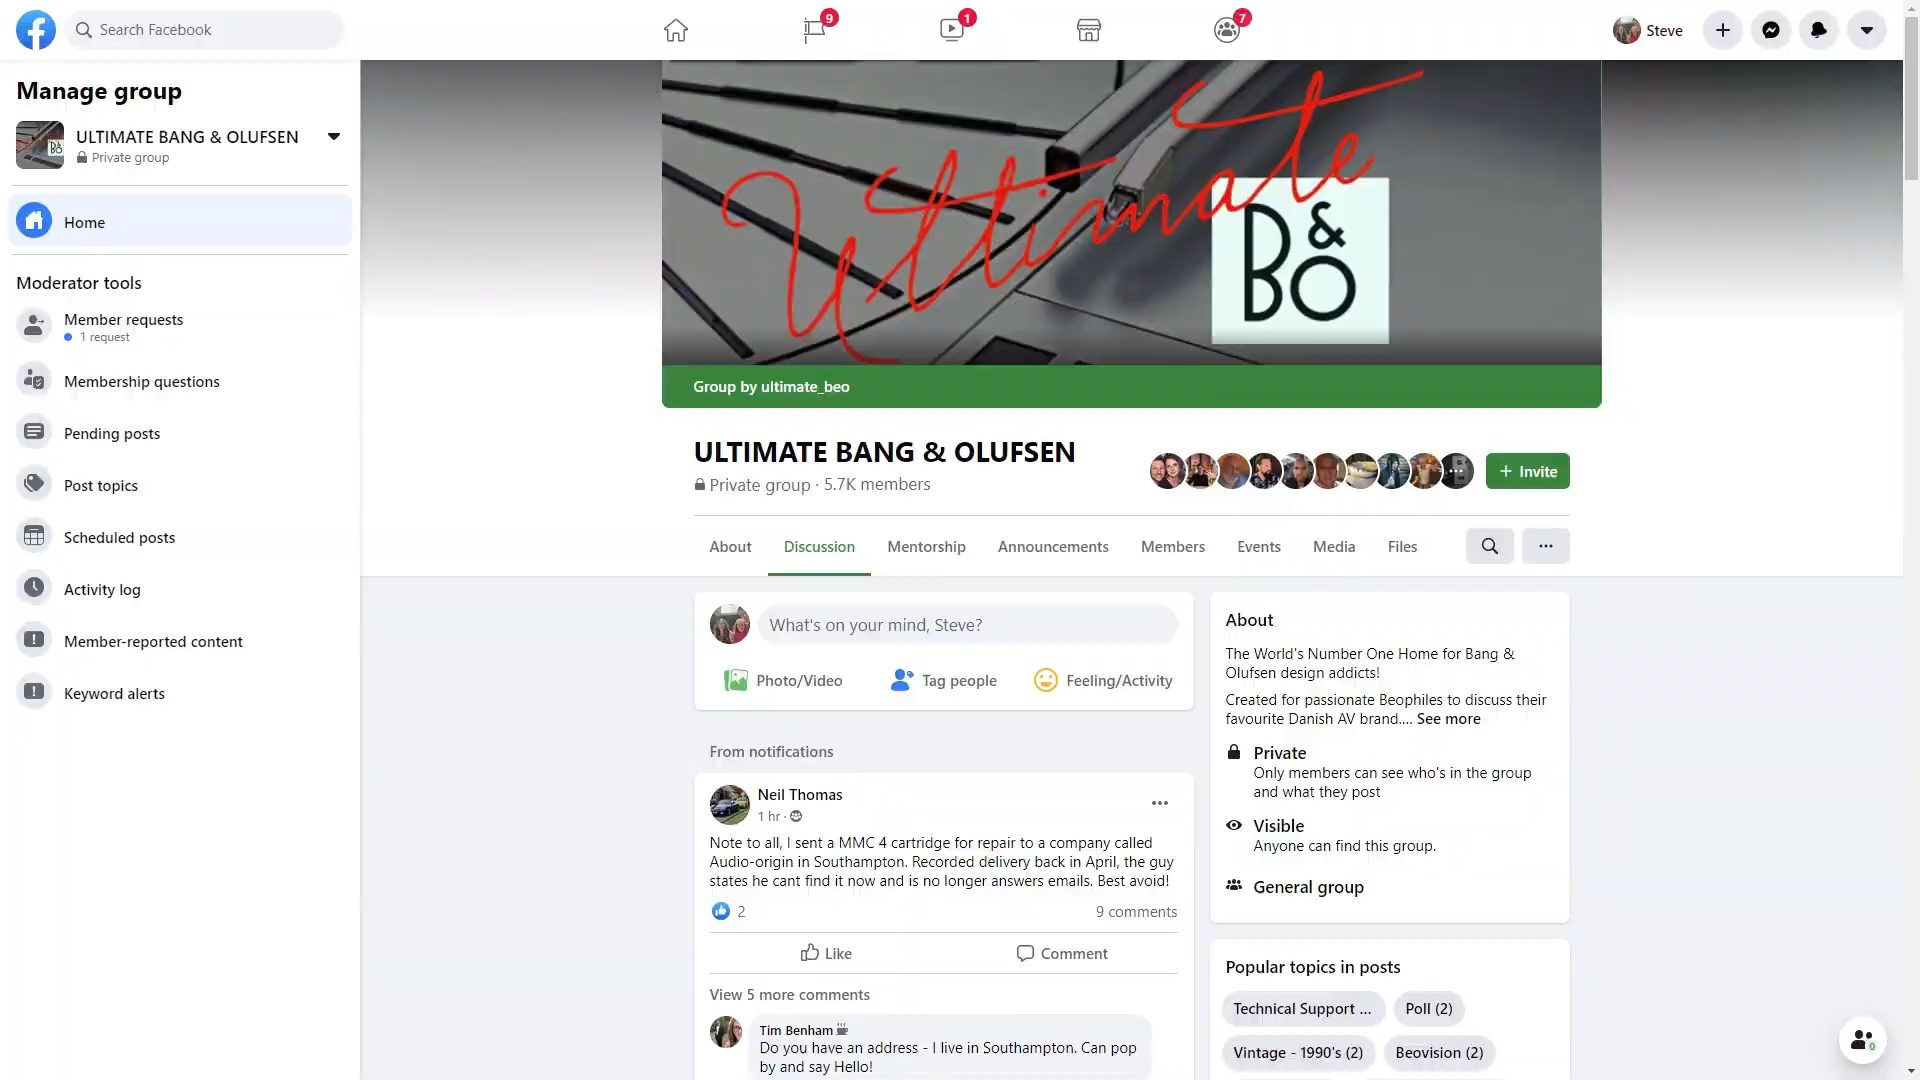 Search Facebook
9
1
7
Steve
Manage group
ULTIMATE BANG & OLUFSEN
Private group
Home
Moderator tools
Member requests
1 request
Membership questions
Pending posts
Post topics
Scheduled posts
Activity log
Member-reported content
Keyword alerts
Ultimate
B&O
Group by ultimate_beo
ULTIMATE BANG & OLUFSEN
Private group · 5.7K members
+ Invite
About
Discussion
Mentorship
Announcements
Members
Events
Media
Files
What's on your mind, Steve?
Photo/Video
Tag people
Feeling/Activity
From notifications
Neil Thomas
1 hr ·
Note to all, I sent a MMC 4 cartridge for repair to a company called
Audio-origin in Southampton. Recorded delivery back in April, the guy
states he cant find it now and is no longer answers emails. Best avoid!
2
9 comments
Like
Comment
View 5 more comments
Tim Benham
Do you have an address - I live in Southampton. Can pop
by and say Hello!
About
The World's Number One Home for Bang &
Olufsen design addicts!
Created for passionate Beophiles to discuss their
favourite Danish AV brand.... See more
Private
Only members can see who's in the group
and what they post
Visible
Anyone can find this group.
General group
Popular topics in posts
Technical Support ...
Poll (2)
Vintage - 1990's (2)
Beovision (2)
0